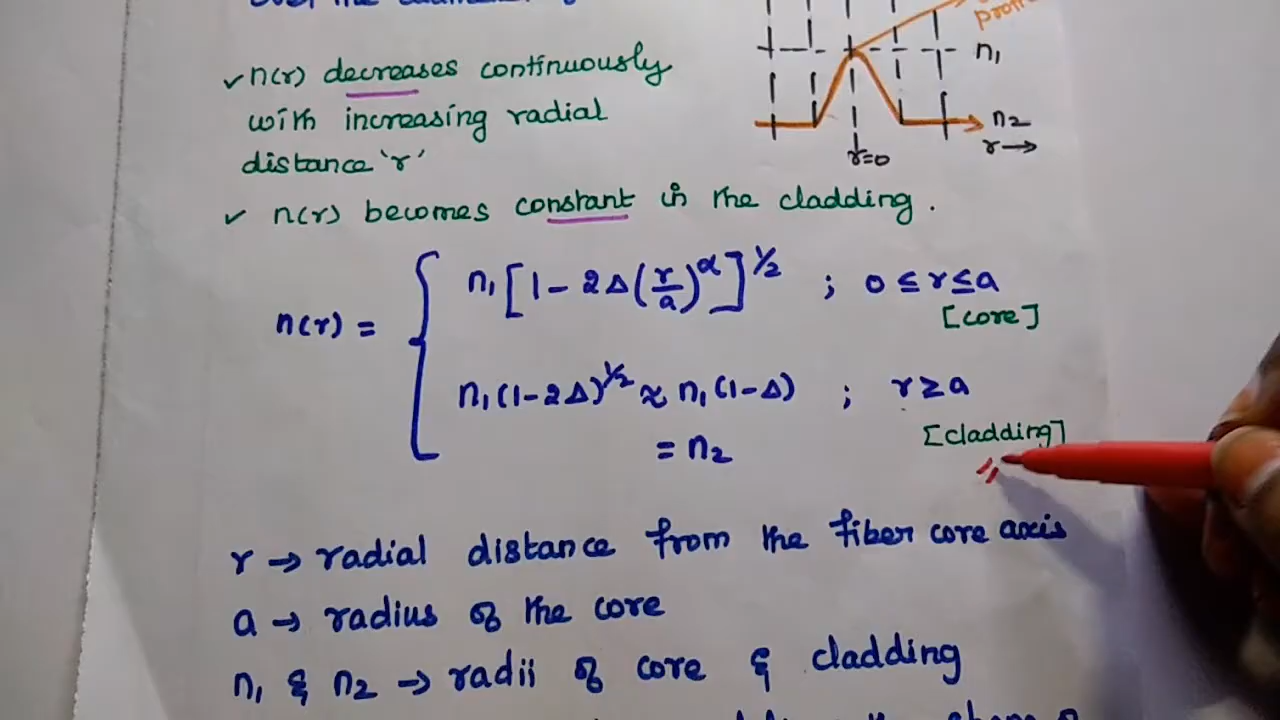 ✓ n(r) decreases continuously
with increasing radial
distance 'r'
n₁
n₂
r →
r=0
✓ n(r) becomes constant in the cladding.
n(r) = { n₁[1 - 2Δ(r/a)^α]^1/2 ; 0 ≤ r ≤ a
[core]
n₁(1-2Δ)^1/2 ≈ n₁(1-Δ) ; r ≥ a
= n₂
[cladding]
r → radial distance from the fiber core axis
a → radius of the core
n₁ & n₂ → radii of core & cladding